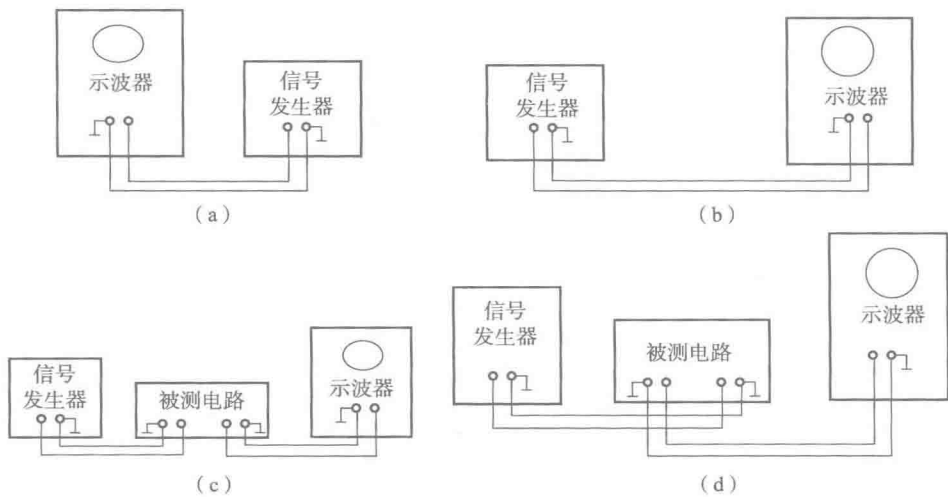 示波器
信号
发生器
(a)
信号
发生器
示波器
(b)
信号
发生器
被测电路
示波器
(c)
信号
发生器
被测电路
示波器
(d)